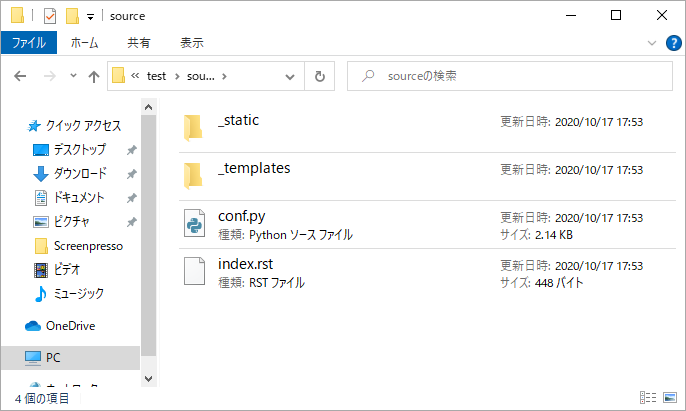 source
ファイル ホーム 共有 表示
« test › sou... › sourceの検索
クイック アクセス
デスクトップ
ダウンロード
ドキュメント
ピクチャ
Screenpresso
ビデオ
ミュージック
OneDrive
PC
_static 更新日時: 2020/10/17 17:53
_templates 更新日時: 2020/10/17 17:53
conf.py 更新日時: 2020/10/17 17:53
種類: Python ソース ファイル サイズ: 2.14 KB
index.rst 更新日時: 2020/10/17 17:53
種類: RST ファイル サイズ: 448 バイト
4 個の項目